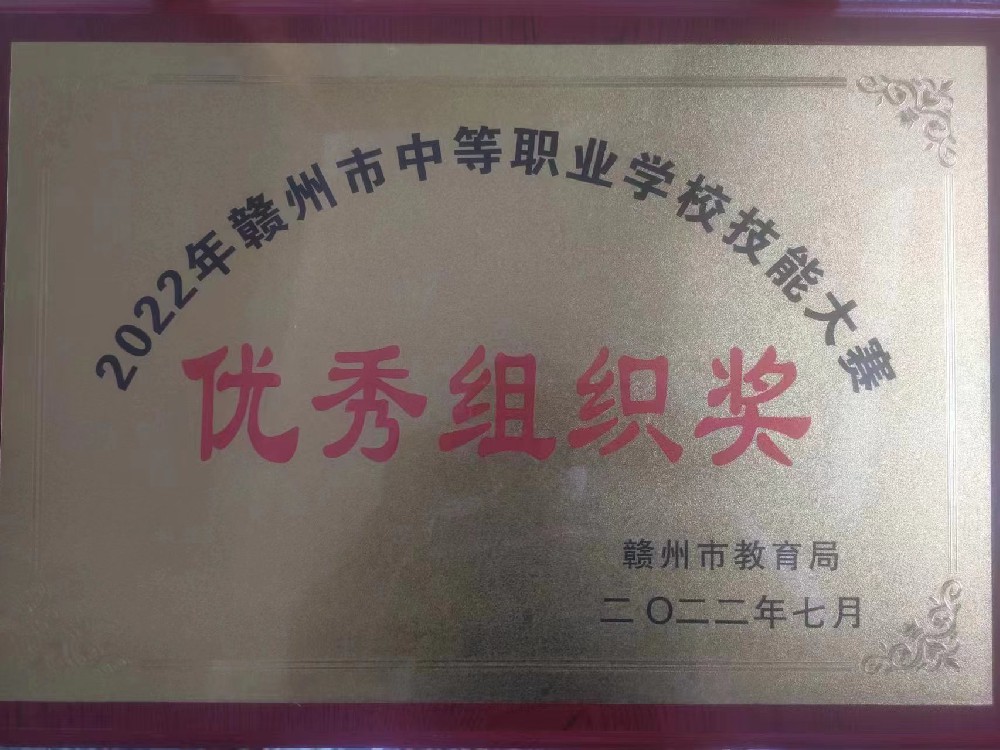 2022年赣州市中等职业学校技能大赛
优秀组织奖
赣州市教育局
二〇二二年七月